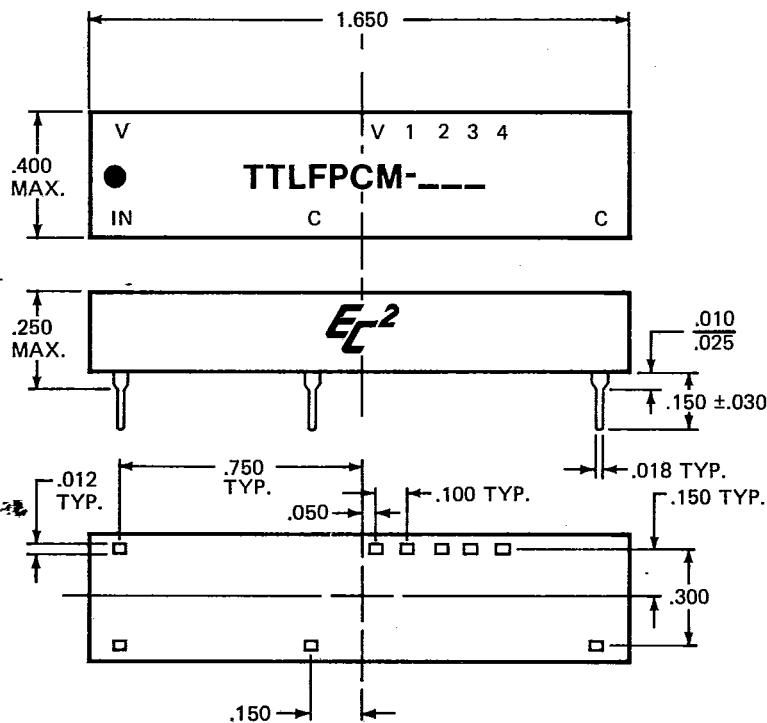 1.650
V V 1 2 3 4
.400
MAX.
TTLFPCM-___
IN C C
.250
MAX.
EC²
.010
.025
.150 ±.030
.012
TYP.
.750
TYP.
.018 TYP.
.100 TYP.
.150 TYP.
.050
.300
.150